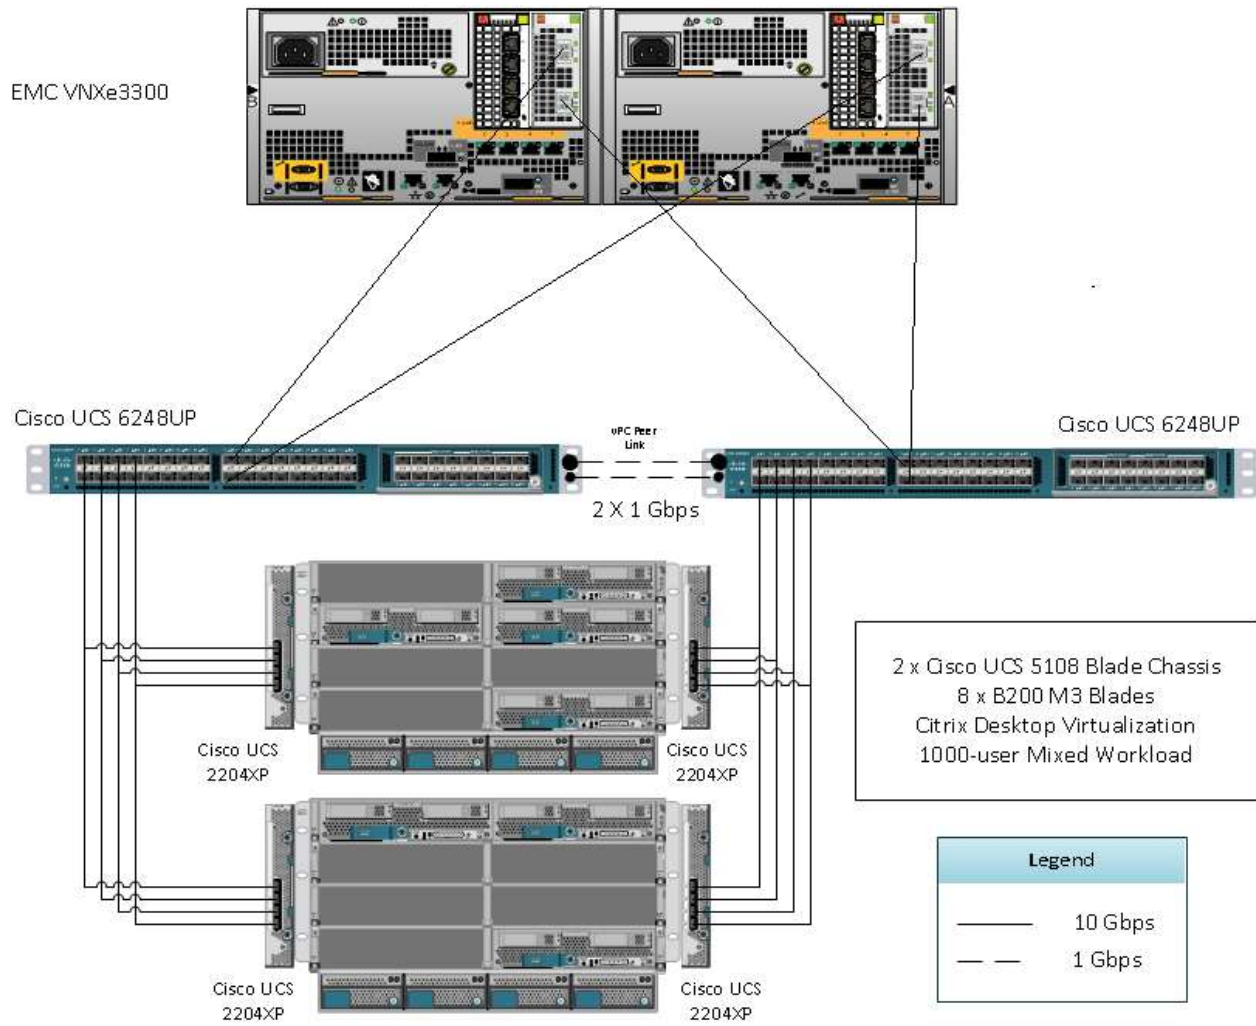 EMC VNXe3300
B
A
Cisco UCS 6248UP
vPC Peer
Link
Cisco UCS 6248UP
2 X 1 Gbps
Cisco UCS
2204XP
Cisco UCS
2204XP
2 x Cisco UCS 5108 Blade Chassis
8 x B200 M3 Blades
Citrix Desktop Virtualization
1000-user Mixed Workload
Cisco UCS
2204XP
Cisco UCS
2204XP
Legend
10 Gbps
1 Gbps